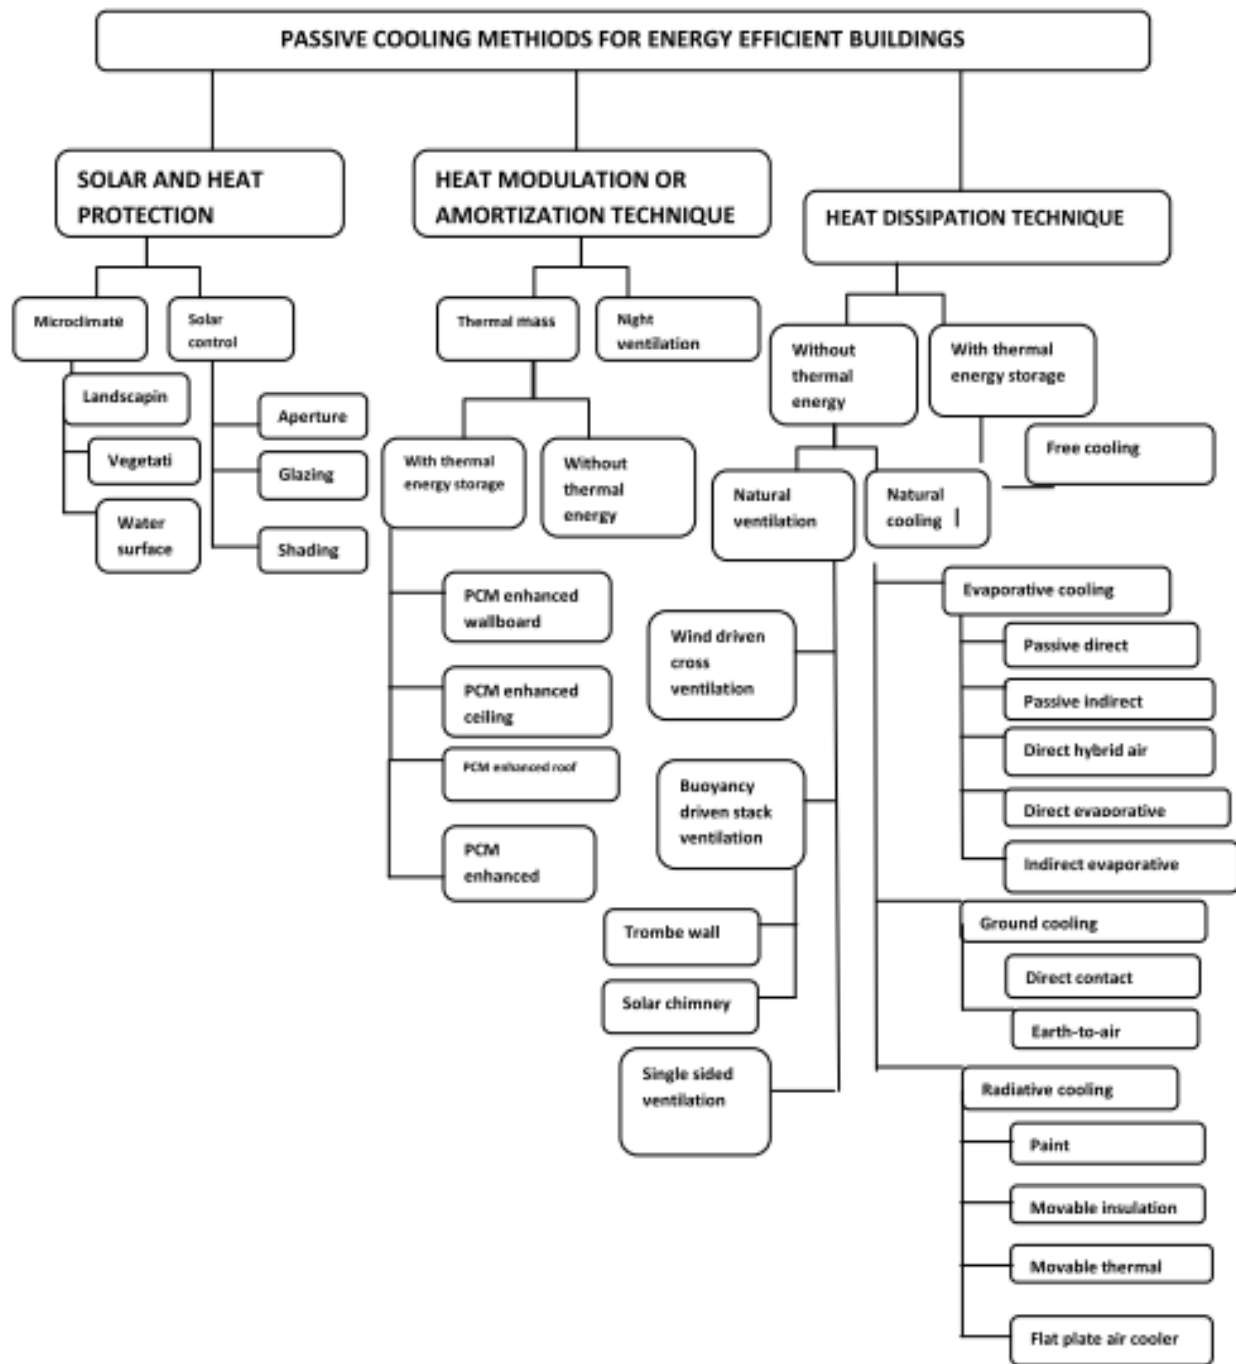 PASSIVE COOLING METHIODS FOR ENERGY EFFICIENT BUILDINGS
SOLAR AND HEAT
PROTECTION
HEAT MODULATION OR
AMORTIZATION TECHNIQUE
HEAT DISSIPATION TECHNIQUE
Microclimate
Solar
control
Thermal mass
Night
ventilation
Without
thermal
energy
With thermal
energy storage
Landscapin
Vegetati
Water
surface
Aperture
Glazing
Shading
With thermal
energy storage
Without
thermal
energy
Natural
ventilation
Natural
cooling
Free cooling
PCM enhanced
wallboard
PCM enhanced
ceiling
PCM enhanced roof
PCM
enhanced
Wind driven
cross
ventilation
Buoyancy
driven stack
ventilation
Trombe wall
Solar chimney
Single sided
ventilation
Evaporative cooling
Passive direct
Passive indirect
Direct hybrid air
Direct evaporative
Indirect evaporative
Ground cooling
Direct contact
Earth-to-air
Radiative cooling
Paint
Movable insulation
Movable thermal
Flat plate air cooler